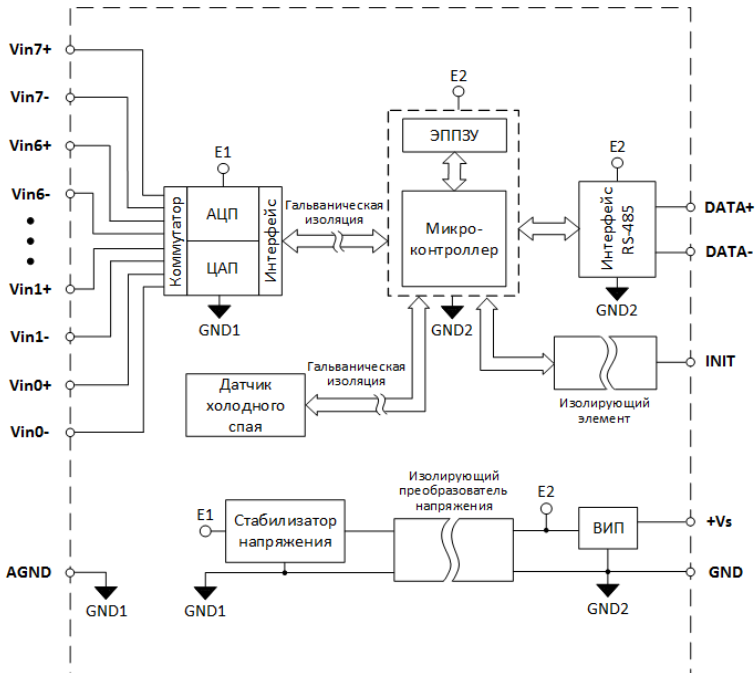 Vin7+
Vin7-
Vin6+
Vin6-
Vin1+
Vin1-
Vin0+
Vin0-
AGND
GND1
E1
Коммутатор
АЦП
ЦАП
Интерфейс
GND1
Гальваническая
изоляция
E2
ЭППЗУ
Микро-
контроллер
GND2
E2
Интерфейс
RS-485
GND2
DATA+
DATA-
INIT
Изолирующий
элемент
Гальваническая
изоляция
Датчик
холодного
спая
E1
Стабилизатор
напряжения
GND1
Изолирующий
преобразователь
напряжения
E2
ВИП
GND2
+Vs
GND